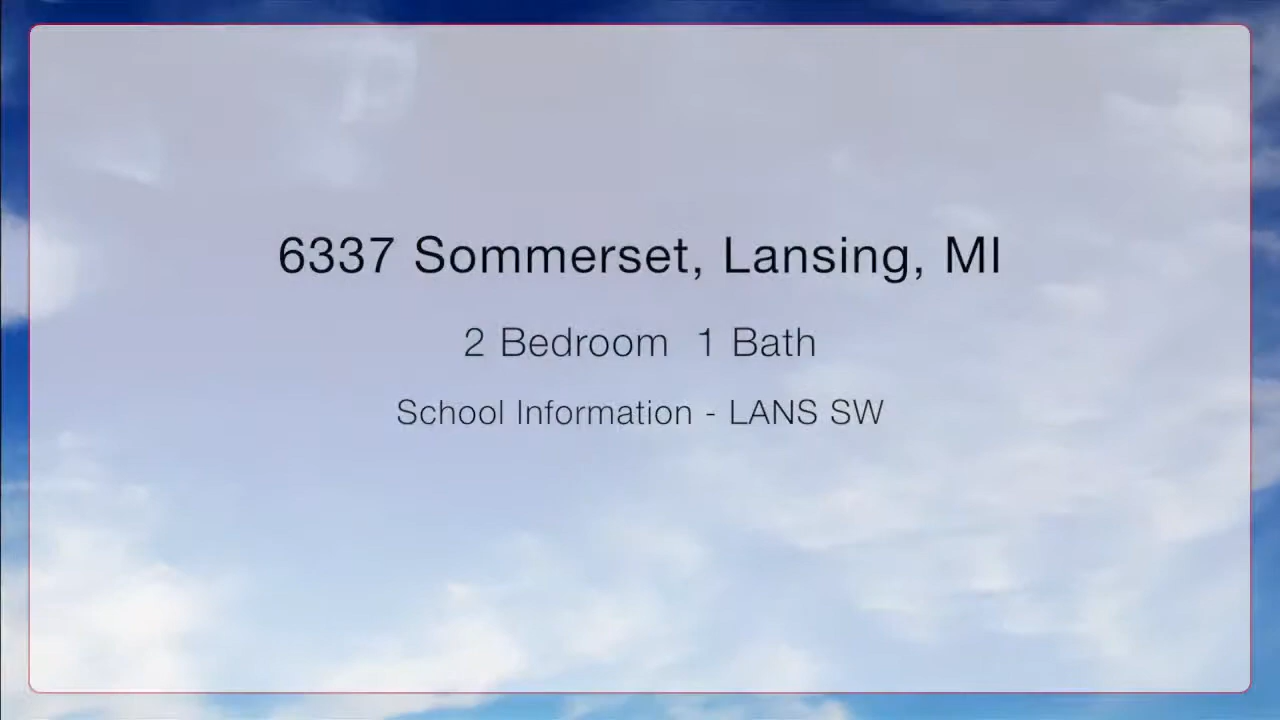 6337 Sommerset, Lansing, MI
2 Bedroom 1 Bath
School Information - LANS SW